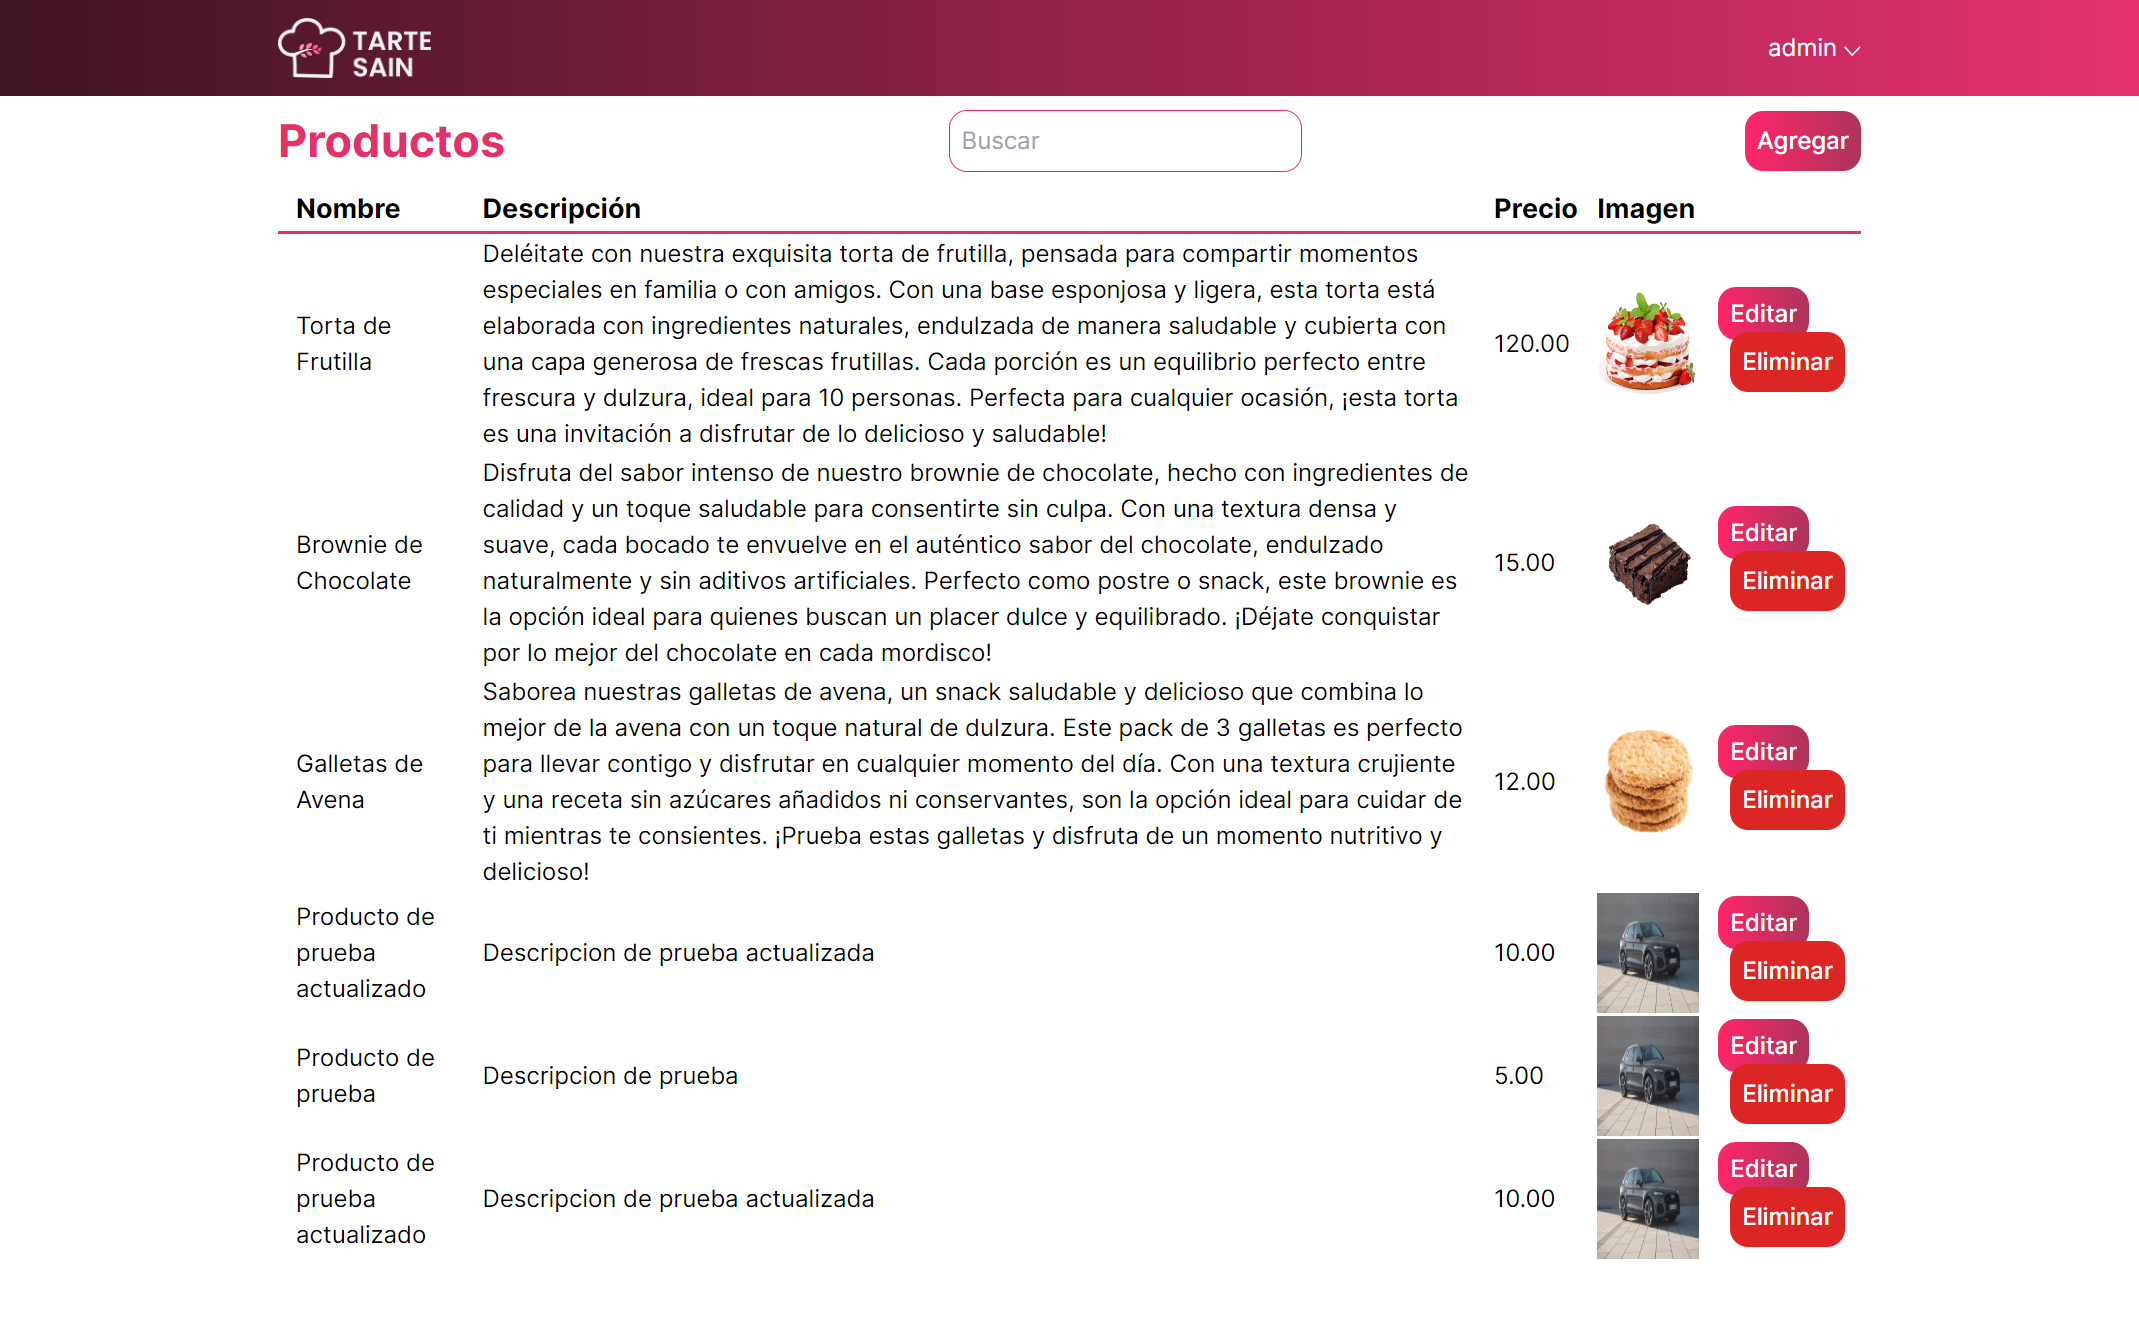 TARTE
SAIN
admin
Productos
Buscar
Agregar
Nombre Descripción Precio Imagen
Torta de
Frutilla
Deléitate con nuestra exquisita torta de frutilla, pensada para compartir momentos
especiales en familia o con amigos. Con una base esponjosa y ligera, esta torta está
elaborada con ingredientes naturales, endulzada de manera saludable y cubierta con
una capa generosa de frescas frutillas. Cada porción es un equilibrio perfecto entre
frescura y dulzura, ideal para 10 personas. Perfecta para cualquier ocasión, ¡esta torta
es una invitación a disfrutar de lo delicioso y saludable!
120.00
Editar
Eliminar
Brownie de
Chocolate
Disfruta del sabor intenso de nuestro brownie de chocolate, hecho con ingredientes de
calidad y un toque saludable para consentirte sin culpa. Con una textura densa y
suave, cada bocado te envuelve en el auténtico sabor del chocolate, endulzado
naturalmente y sin aditivos artificiales. Perfecto como postre o snack, este brownie es
la opción ideal para quienes buscan un placer dulce y equilibrado. ¡Déjate conquistar
por lo mejor del chocolate en cada mordisco!
15.00
Editar
Eliminar
Galletas de
Avena
Saborea nuestras galletas de avena, un snack saludable y delicioso que combina lo
mejor de la avena con un toque natural de dulzura. Este pack de 3 galletas es perfecto
para llevar contigo y disfrutar en cualquier momento del día. Con una textura crujiente
y una receta sin azúcares añadidos ni conservantes, son la opción ideal para cuidar de
ti mientras te consientes. ¡Prueba estas galletas y disfruta de un momento nutritivo y
delicioso!
12.00
Editar
Eliminar
Producto de
prueba
actualizado
Descripcion de prueba actualizada
10.00
Editar
Eliminar
Producto de
prueba
Descripcion de prueba
5.00
Editar
Eliminar
Producto de
prueba
actualizado
Descripcion de prueba actualizada
10.00
Editar
Eliminar